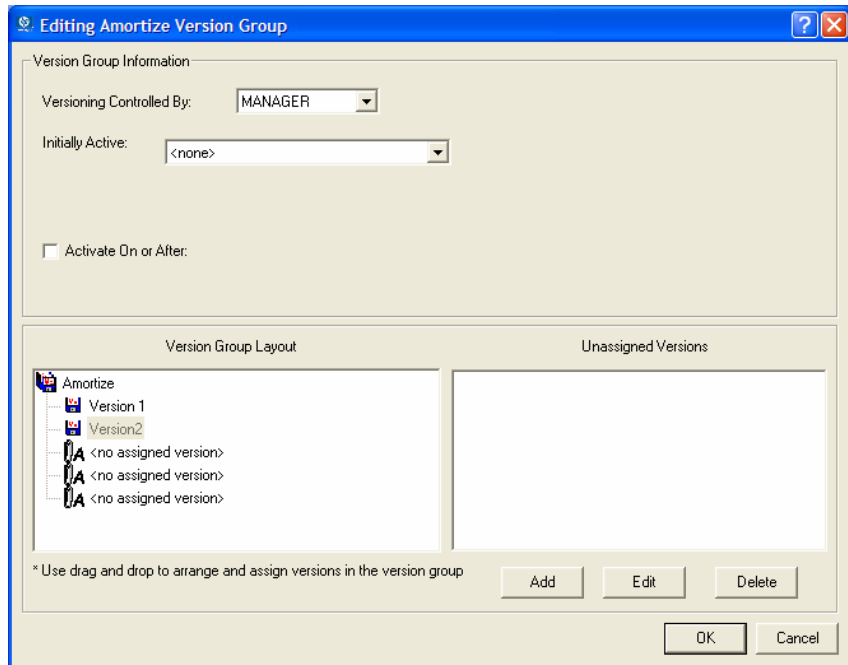 Editing Amortize Version Group
Version Group Information
Versioning Controlled By: MANAGER
Initially Active: <none>
Activate On or After:
Version Group Layout
Amortize
Version 1
Version2
<no assigned version>
<no assigned version>
<no assigned version>
Unassigned Versions
* Use drag and drop to arrange and assign versions in the version group
Add Edit Delete
OK Cancel